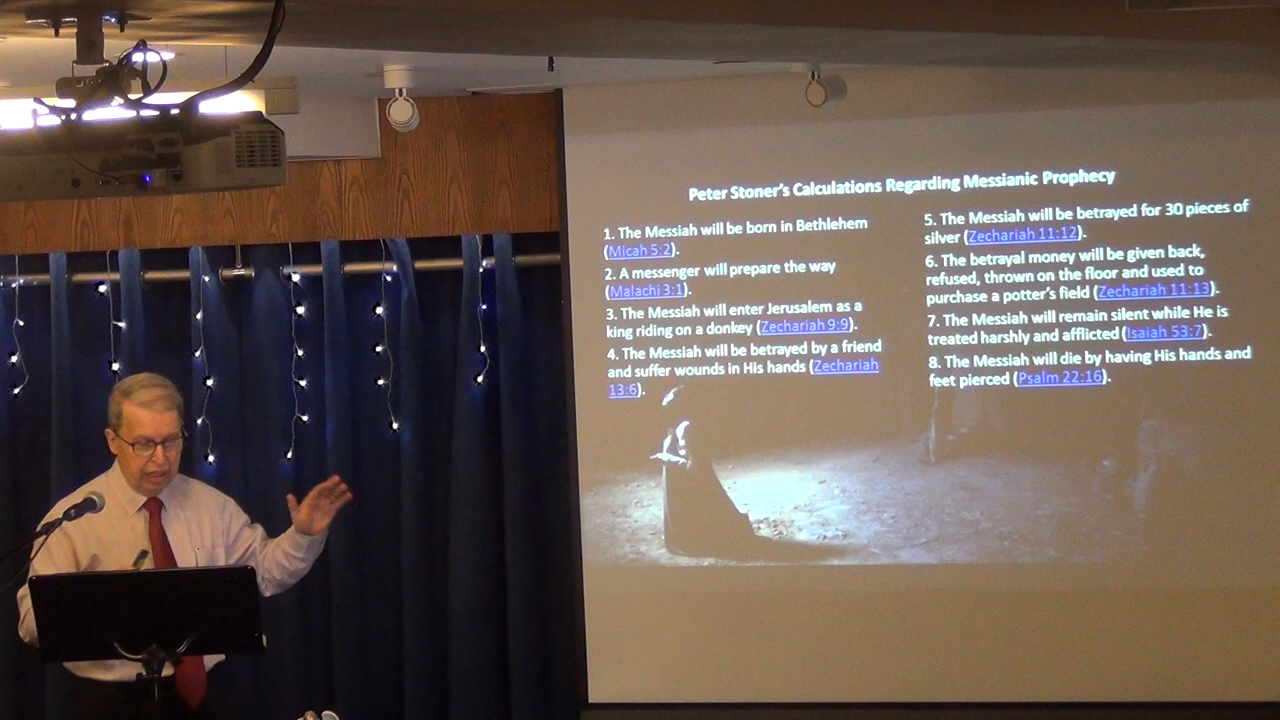 Peter Stoner's Calculations Regarding Messianic Prophecy
1. The Messiah will be born in Bethlehem
(Micah 5:2).
2. A messenger will prepare the way
(Malachi 3:1).
3. The Messiah will enter Jerusalem as a
king riding on a donkey (Zechariah 9:9).
4. The Messiah will be betrayed by a friend
and suffer wounds in His hands (Zechariah
13:6).
5. The Messiah will be betrayed for 30 pieces of
silver (Zechariah 11:12).
6. The betrayal money will be given back,
refused, thrown on the floor and used to
purchase a potter's field (Zechariah 11:13).
7. The Messiah will remain silent while He is
treated harshly and afflicted (Isaiah 53:7).
8. The Messiah will die by having His hands and
feet pierced (Psalm 22:16).